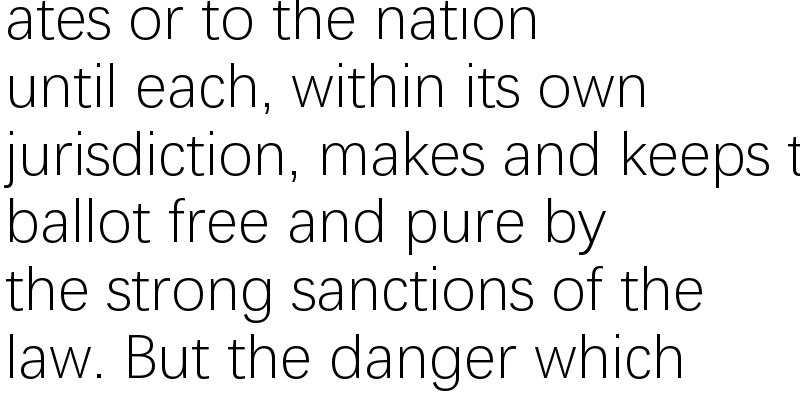 ates or to the nation
until each, within its own
jurisdiction, makes and keeps t
ballot free and pure by
the strong sanctions of the
law. But the danger which